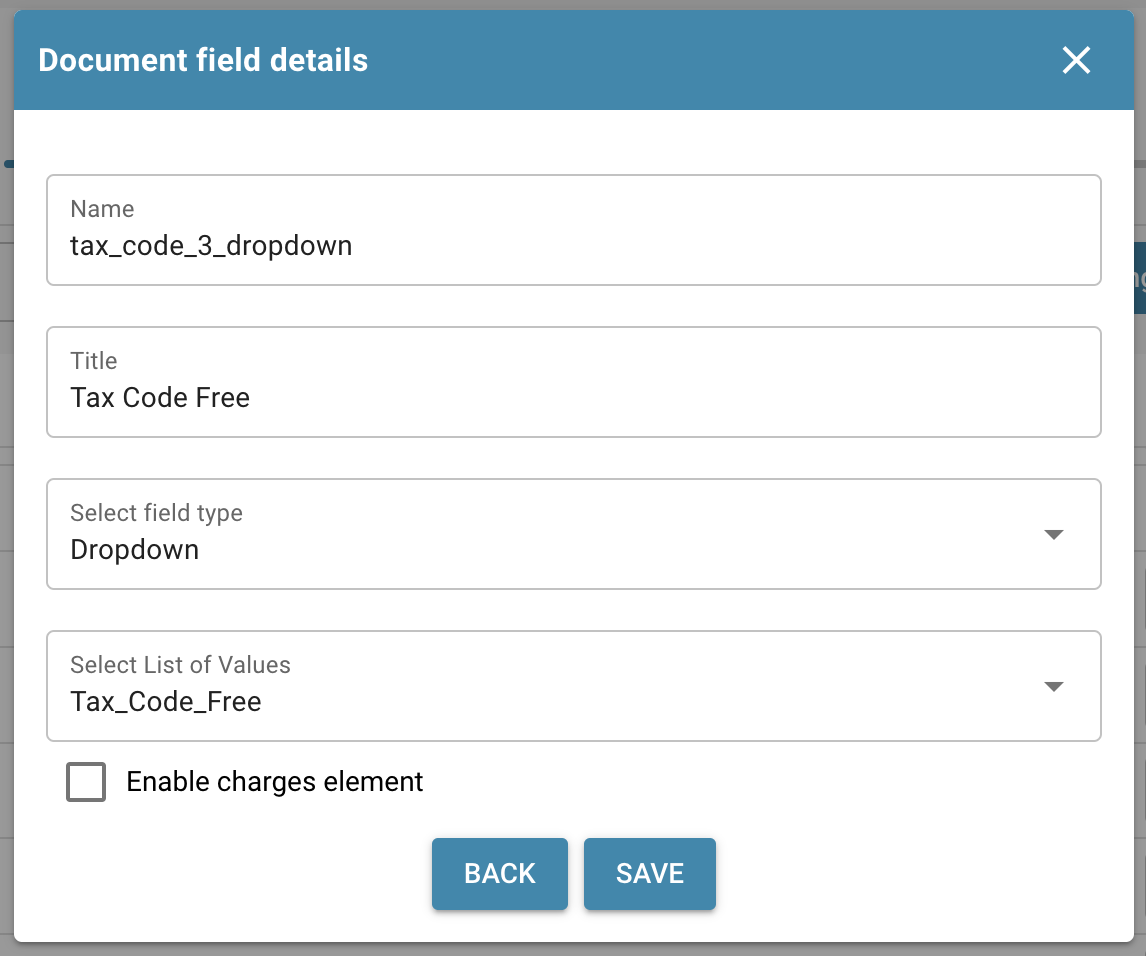 Document field details
Name
tax_code_3_dropdown
Title
Tax Code Free
Select field type
Dropdown
Select List of Values
Tax_Code_Free
Enable charges element
BACK
SAVE